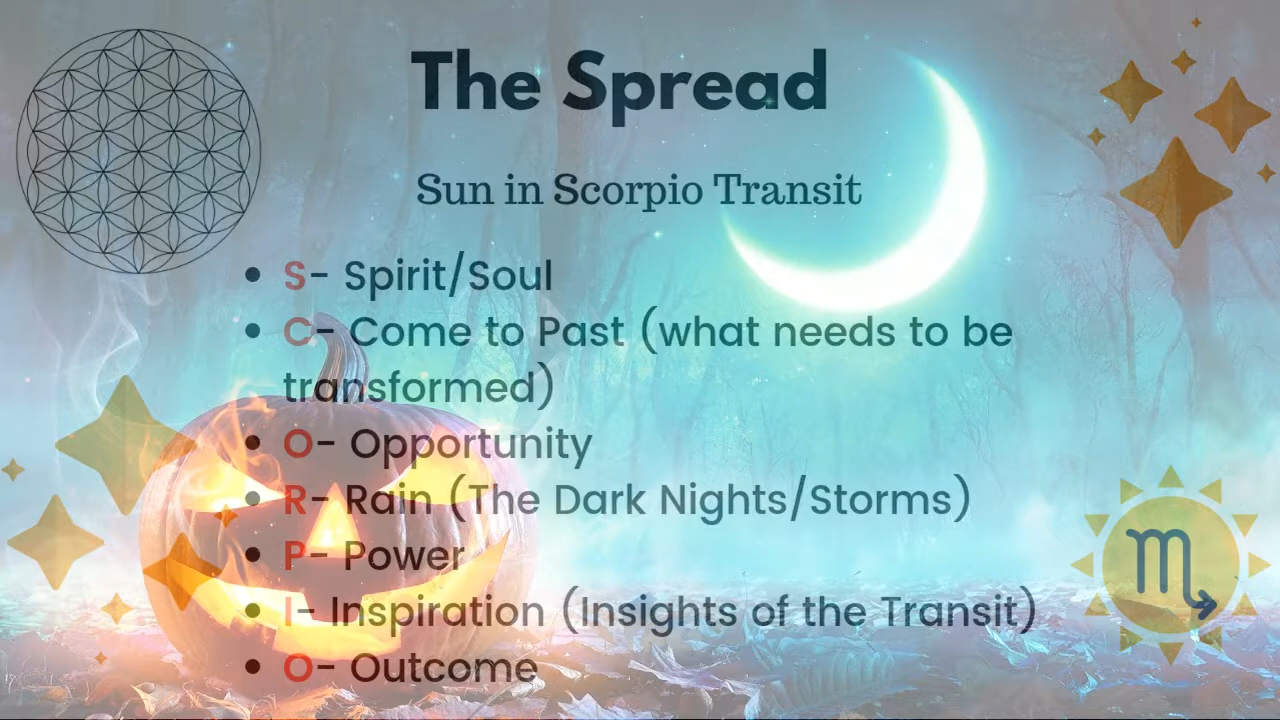 The Spread
Sun in Scorpio Transit
• S- Spirit/Soul
• C- Come to Past (what needs to be
transformed)
• O- Opportunity
• R- Rain (The Dark Nights/Storms)
• P- Power
• I- Inspiration (Insights of the Transit)
• O- Outcome